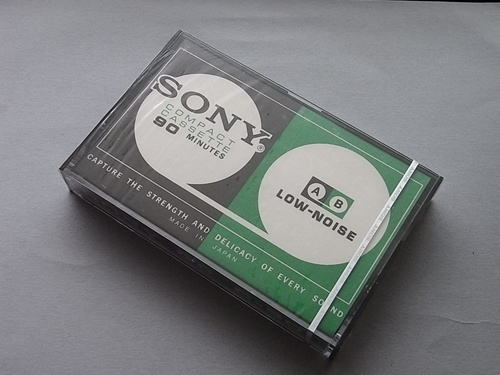 SONY®
COMPACT
CASSETTE
90 MINUTES
A B
LOW-NOISE
CAPTURE THE STRENGTH AND DELICACY OF EVERY SOUND
MADE IN JAPAN